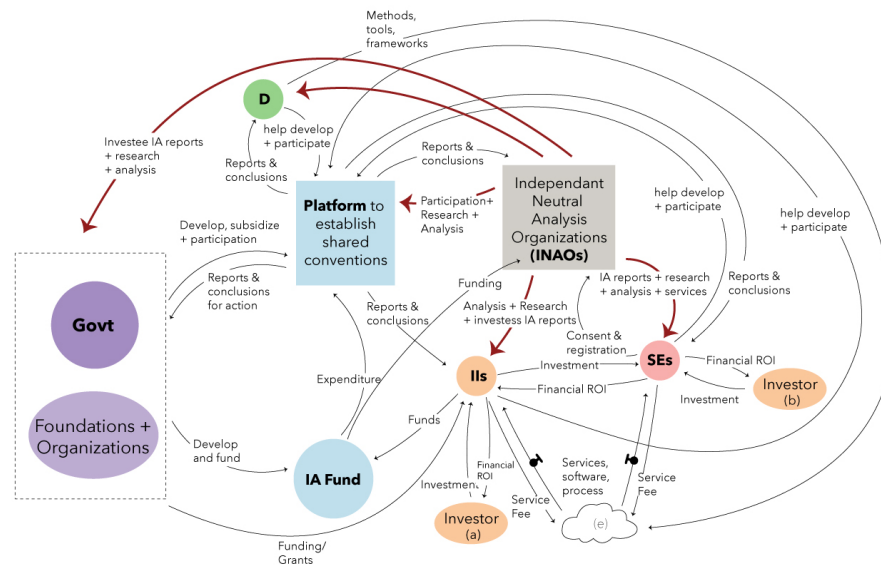 Methods,
tools,
frameworks
D
Investee IA reports
+ research
+ analysis
help develop
+ participate
Reports &
conclusions
Reports &
conclusions
Platform to
establish
shared
conventions
Participation+
Research +
Analysis
Independant
Neutral
Analysis
Organizations
(INAOs)
help develop
+ participate
help develop
+ participate
Develop, subsidize
+ participation
Reports &
conclusions
for action
Funding
IA reports + research
+ analysis + services
Reports &
conclusions
Reports &
conclusions
Analysis + Research
+ investess IA reports
Consent &
registration
Govt
Expenditure
IIs
Investment
Financial ROI
SEs
Financial ROI
Investment
Investor
(b)
Foundations +
Organizations
Develop
and fund
IA Fund
Funds
Investment
Financial
ROI
Service
Fee
Services,
software,
process
Service
Fee
Investor
(a)
(e)
Funding/
Grants